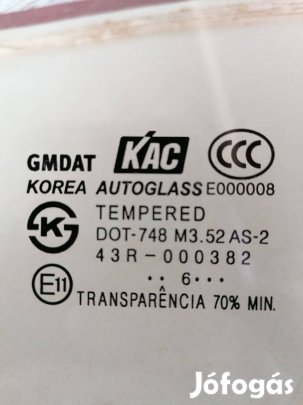 GMDAT KAC CCC
KOREA AUTOGLASS E000008
K S TEMPERED
DOT-748 M3.52 AS-2
43R-000382
E11 ·· 6···
TRANSPARÊNCIA 70% MIN.
Jófogás